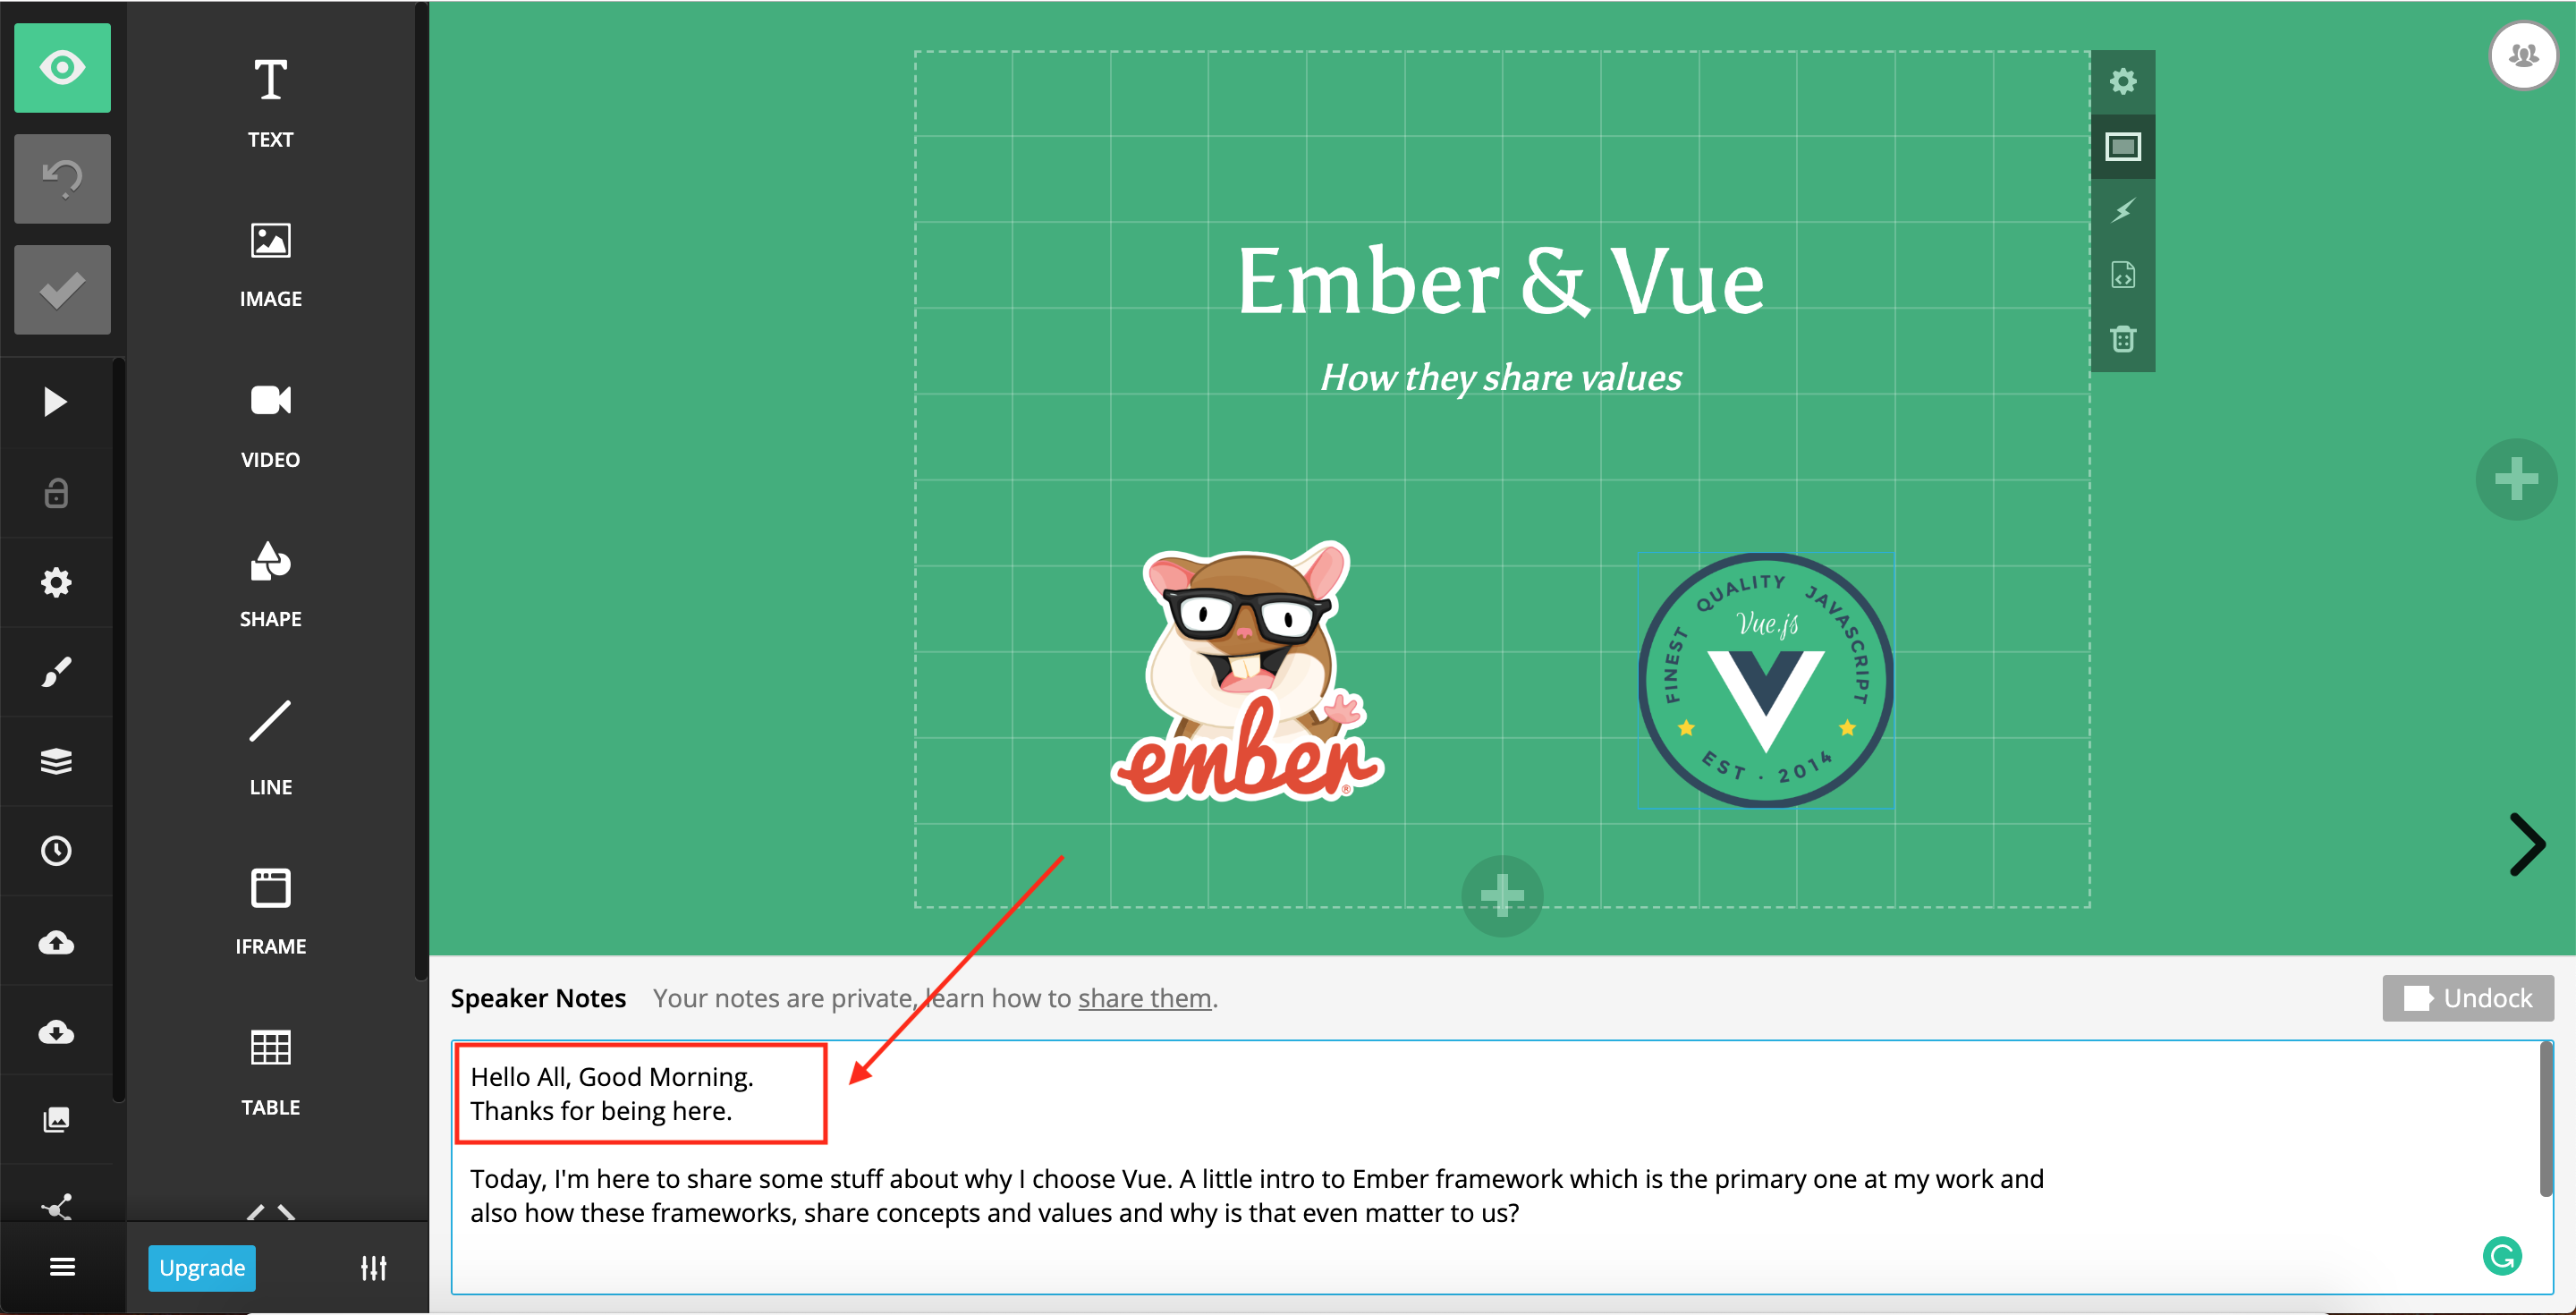 TEXT
IMAGE
VIDEO
SHAPE
LINE
IFRAME
TABLE
Upgrade
Ember & Vue
How they share values
ember®
FINEST QUALITY JAVASCRIPT
Vue.js
EST · 2014
Speaker Notes Your notes are private, learn how to share them.
Undock
Hello All, Good Morning.
Thanks for being here.
Today, I'm here to share some stuff about why I choose Vue. A little intro to Ember framework which is the primary one at my work and
also how these frameworks, share concepts and values and why is that even matter to us?